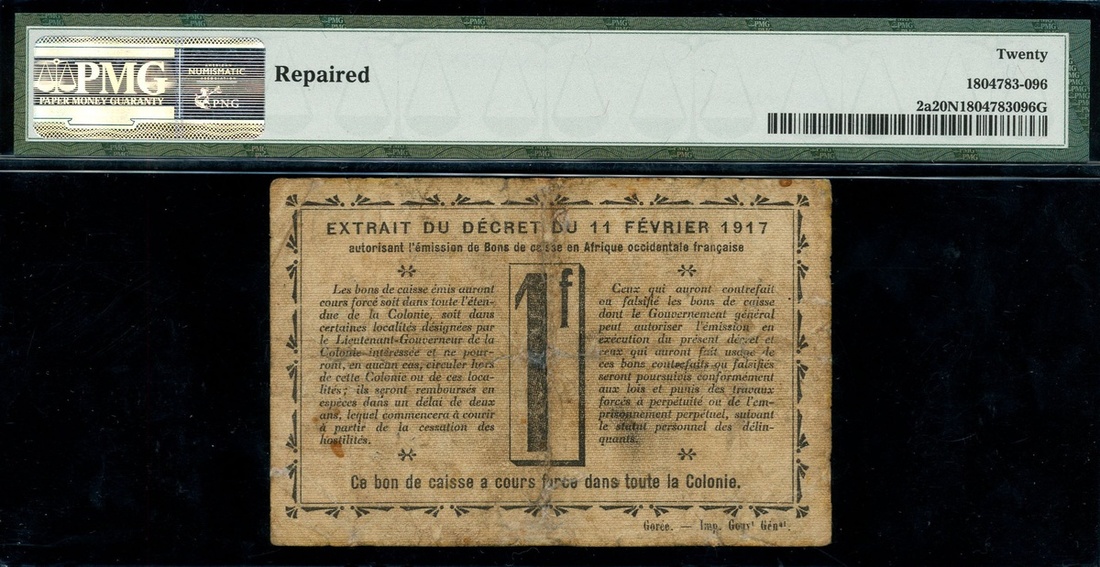 PMG
PAPER MONEY GUARANTY
NUMISMATIC
PNG
Repaired
Twenty
1804783-096
2a20N1804783096G
EXTRAIT DU DÉCRET DU 11 FÉVRIER 1917
autorisant l'émission de Bons de caisse en Afrique occidentale française
Les bons de caisse émis auront
cours forcé soit dans toute l'éten-
due de la Colonie, soit dans
certaines localités désignées par
le Lieutenant-Gouverneur de la
Colonie intéressée et ne pour-
ront, en aucun cas, circuler hors
de cette Colonie ou de ces loca-
lités; ils seront remboursés en
espèces dans un délai de deux
ans, lequel commencera à courir
à partir de la cessation des
hostilités.
1f
Ceux qui auront contrefait
ou falsifié les bons de caisse
dont le Gouvernement général
peut autoriser l'émission en
exécution du présent décret et
ceux qui auront fait usage de
ces bons contrefaits ou falsifiés
seront poursuivis conformément
aux lois et punis des travaux
forcés à perpétuité ou de l'em-
prisonnement perpétuel, suivant
le statut personnel des délin-
quants.
Ce bon de caisse a cours forcé dans toute la Colonie.
Gorée. — Imp. Gouvt Génal.